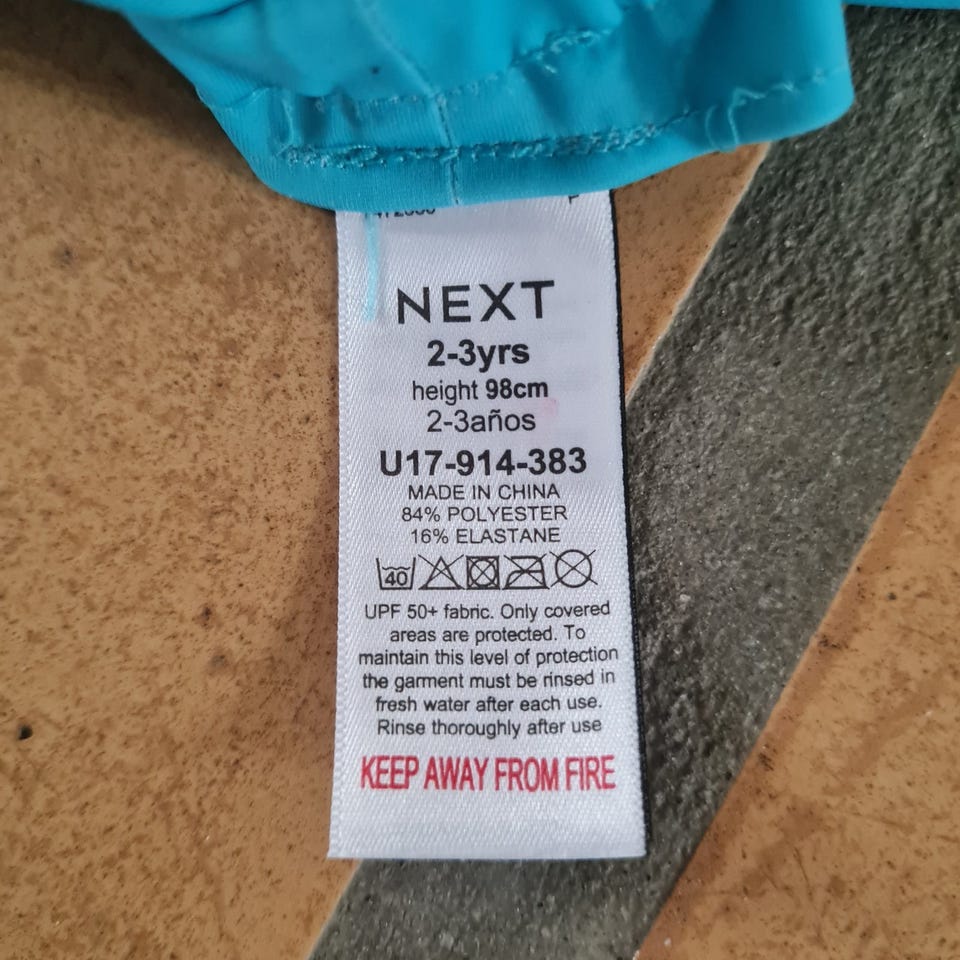 NEXT
2-3yrs
height 98cm
2-3años
U17-914-383
MADE IN CHINA
84% POLYESTER
16% ELASTANE
40
UPF 50+ fabric. Only covered
areas are protected. To
maintain this level of protection
the garment must be rinsed in
fresh water after each use.
Rinse thoroughly after use
KEEP AWAY FROM FIRE